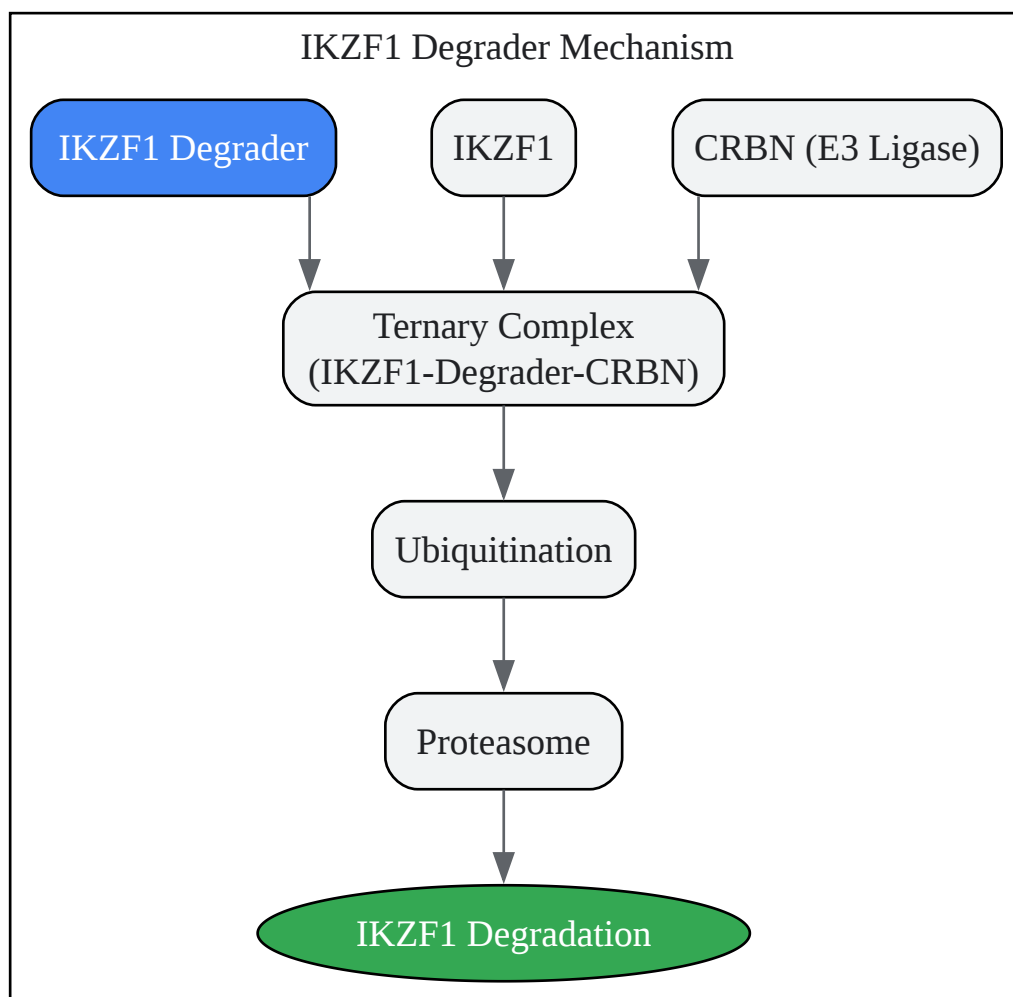 IKZF1 Degrader Mechanism
IKZF1 Degrader
IKZF1
CRBN (E3 Ligase)
Ternary Complex
(IKZF1-Degrader-CRBN)
Ubiquitination
Proteasome
IKZF1 Degradation